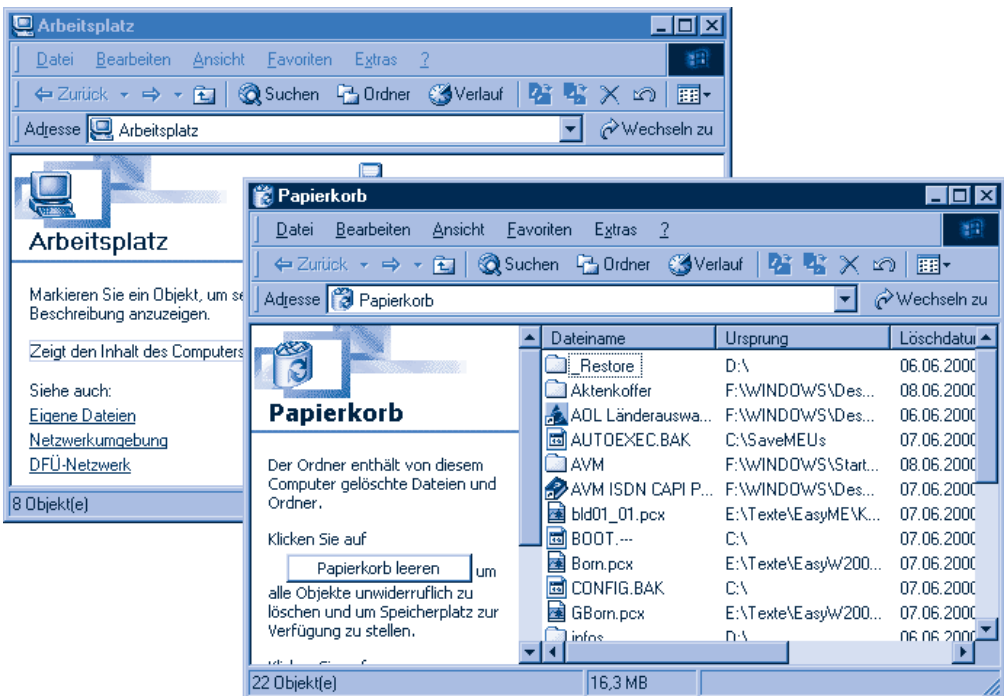 Arbeitsplatz
Datei Bearbeiten Ansicht Favoriten Extras ?
Zurück Suchen Ordner Verlauf
Adresse Arbeitsplatz Wechseln zu
Arbeitsplatz
Markieren Sie ein Objekt, um se
Beschreibung anzuzeigen.
Zeigt den Inhalt des Computers
Siehe auch:
Eigene Dateien
Netzwerkumgebung
DFÜ-Netzwerk
8 Objekt(e)
Papierkorb
Datei Bearbeiten Ansicht Favoriten Extras ?
Zurück Suchen Ordner Verlauf
Adresse Papierkorb Wechseln zu
Papierkorb
Der Ordner enthält von diesem
Computer gelöschte Dateien und
Ordner.
Klicken Sie auf
Papierkorb leeren um
alle Objekte unwiderruflich zu
löschen und um Speicherplatz zur
Verfügung zu stellen.
Dateiname Ursprung Löschdatu
_Restore D:\ 06.06.2000
Aktenkoffer F:\WINDOWS\Des... 08.06.2000
AOL Länderauswa... F:\WINDOWS\Des... 06.06.2000
AUTOEXEC.BAK C:\SaveMEUs 07.06.2000
AVM F:\WINDOWS\Start... 08.06.2000
AVM ISDN CAPI P... F:\WINDOWS\Des... 07.06.2000
bld01_01.pcx E:\Texte\EasyME\K... 07.06.2000
BOOT.--- C:\ 07.06.2000
Born.pcx E:\Texte\EasyW200... 07.06.2000
CONFIG.BAK C:\ 07.06.2000
GBorn.pcx E:\Texte\EasyW200... 07.06.2000
infos D:\ 06.06.2000
22 Objekt(e) 16,3 MB